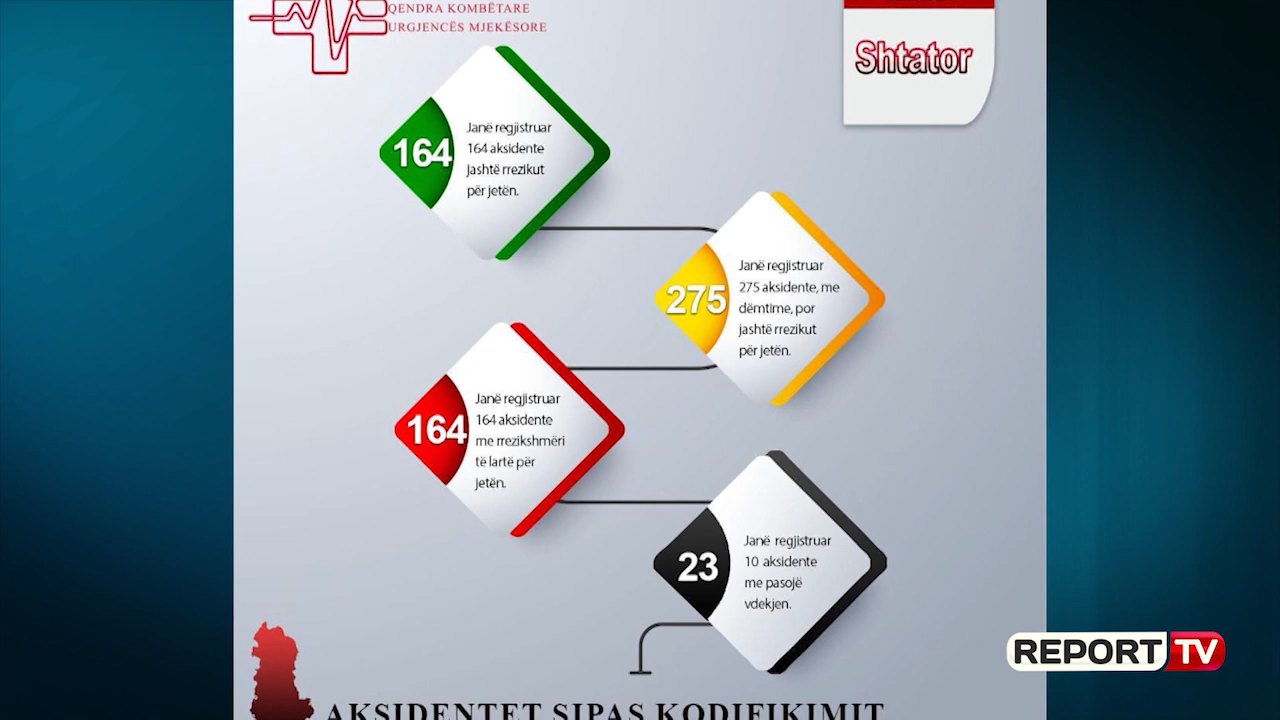 QENDRA KOMBËTARE
URGJENCËS MJEKËSORE
Shtator
164
Janë regjistruar
164 aksidente
jashtë rrezikut
për jetën.
275
Janë regjistruar
275 aksidente, me
dëmtime, por
jashtë rrezikut
për jetën.
164
Janë regjistruar
164 aksidente
me rrezikshmëri
të lartë për
jetën.
23
Janë regjistruar
10 aksidente
me pasojë
vdekjen.
REPORT TV
AKSIDENTET SIPAS KODIFIKIMIT